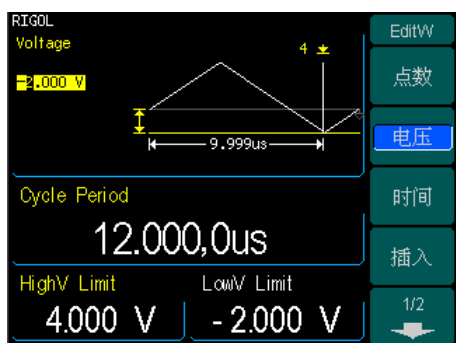 RIGOL
EditW
Voltage
4
点数
-2.000 V
电压
9.999us
Cycle Period
时间
12.000,0us
插入
HighV Limit
LowV Limit
1/2
4.000 V
- 2.000 V